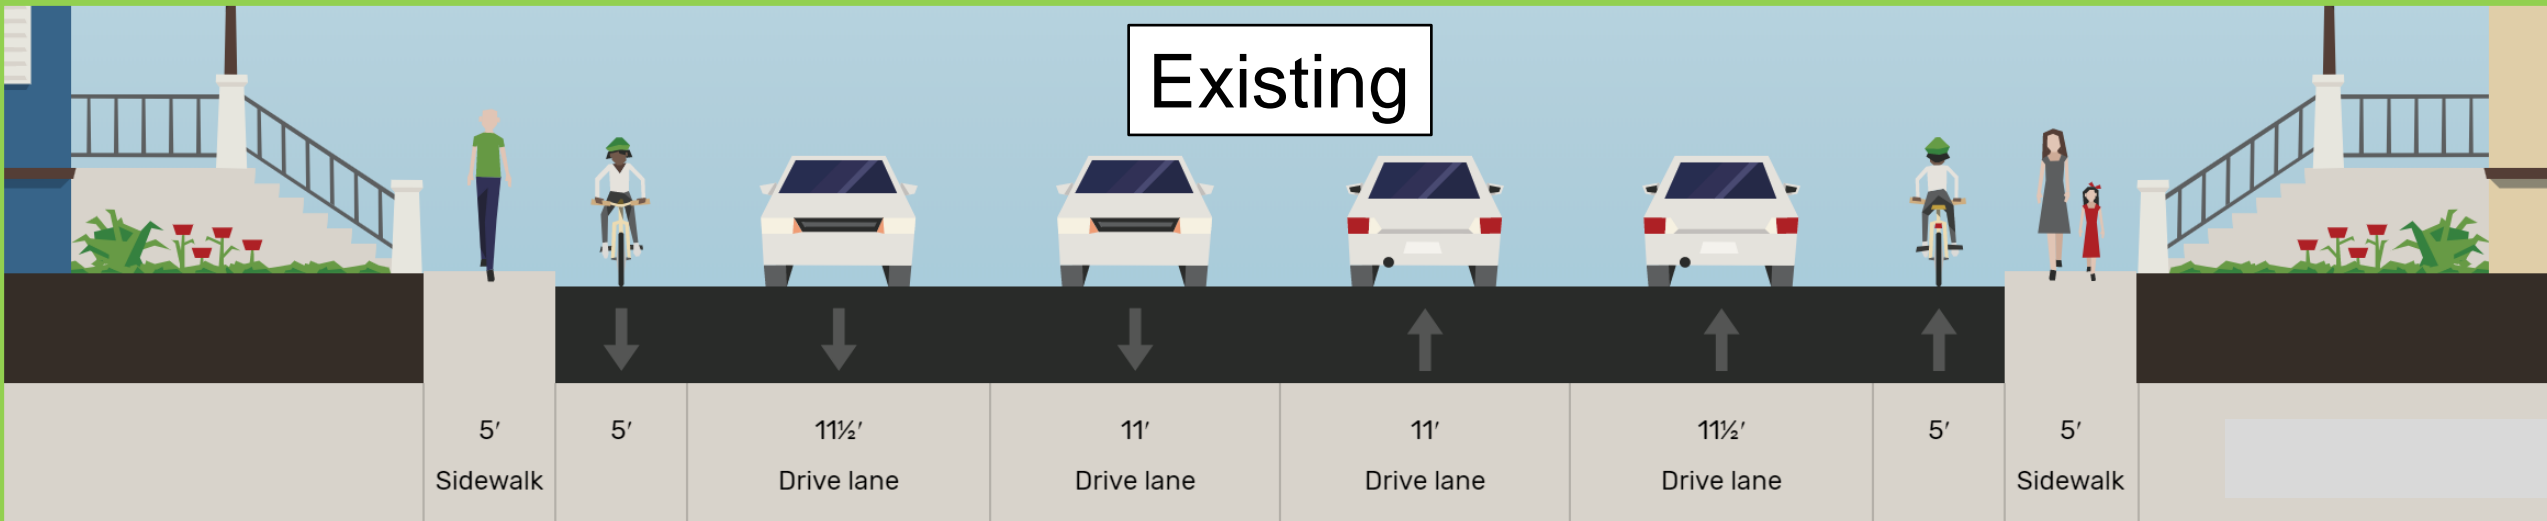 Existing
5′ 5′ 11½′ 11′ 11′ 11½′ 5′ 5′
Sidewalk Drive lane Drive lane Drive lane Drive lane Sidewalk